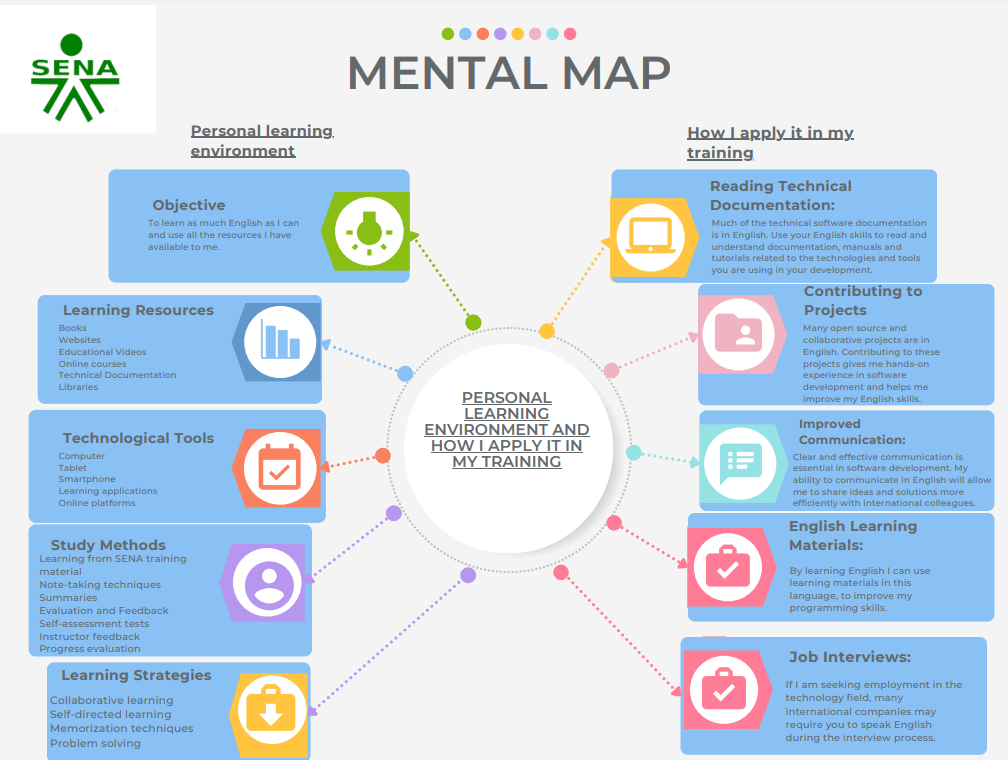 SENA
MENTAL MAP
Personal learning
environment
Objective
To learn as much English as I can
and use all the resources I have
available to me.
Learning Resources
Books
Websites
Educational Videos
Online courses
Technical Documentation
Libraries
Technological Tools
Computer
Tablet
Smartphone
Learning applications
Online platforms
Study Methods
Learning from SENA training
material
Note-taking techniques
Summaries
Evaluation and Feedback
Self-assessment tests
Instructor feedback
Progress evaluation
Learning Strategies
Collaborative learning
Self-directed learning
Memorization techniques
Problem solving
PERSONAL
LEARNING
ENVIRONMENT AND
HOW I APPLY IT IN
MY TRAINING
How I apply it in my
training
Reading Technical
Documentation:
Much of the technical software documentation
is in English. Use your English skills to read and
understand documentation, manuals and
tutorials related to the technologies and tools
you are using in your development.
Contributing to
Projects
Many open source and
collaborative projects are in
English. Contributing to these
projects gives me hands-on
experience in software
development and helps me
improve my English skills.
Improved
Communication:
Clear and effective communication is
essential in software development. My
ability to communicate in English will allow
me to share ideas and solutions more
efficiently with international colleagues.
English Learning
Materials:
By learning English I can use
learning materials in this
language, to improve my
programming skills.
Job Interviews:
If I am seeking employment in the
technology field, many
international companies may
require you to speak English
during the interview process.